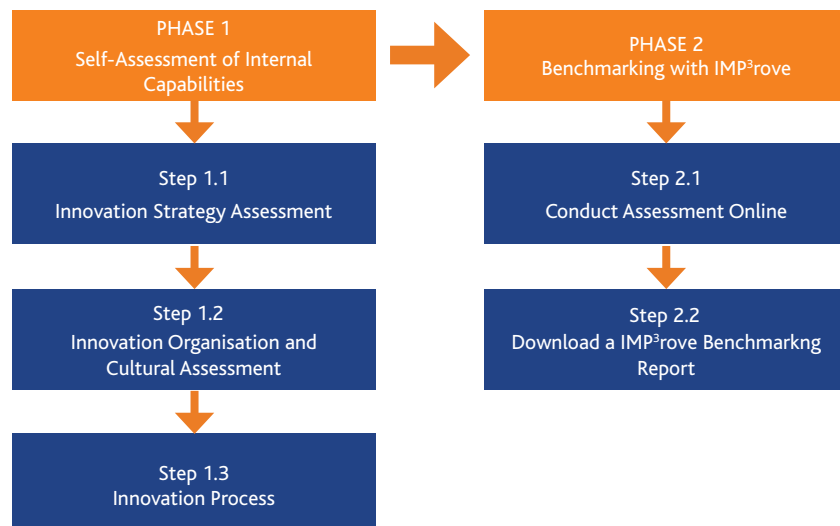 PHASE 1
Self-Assessment of Internal
Capabilities
Step 1.1
Innovation Strategy Assessment
Step 1.2
Innovation Organisation and
Cultural Assessment
Step 1.3
Innovation Process
PHASE 2
Benchmarking with IMP³rove
Step 2.1
Conduct Assessment Online
Step 2.2
Download a IMP³rove Benchmarkng
Report